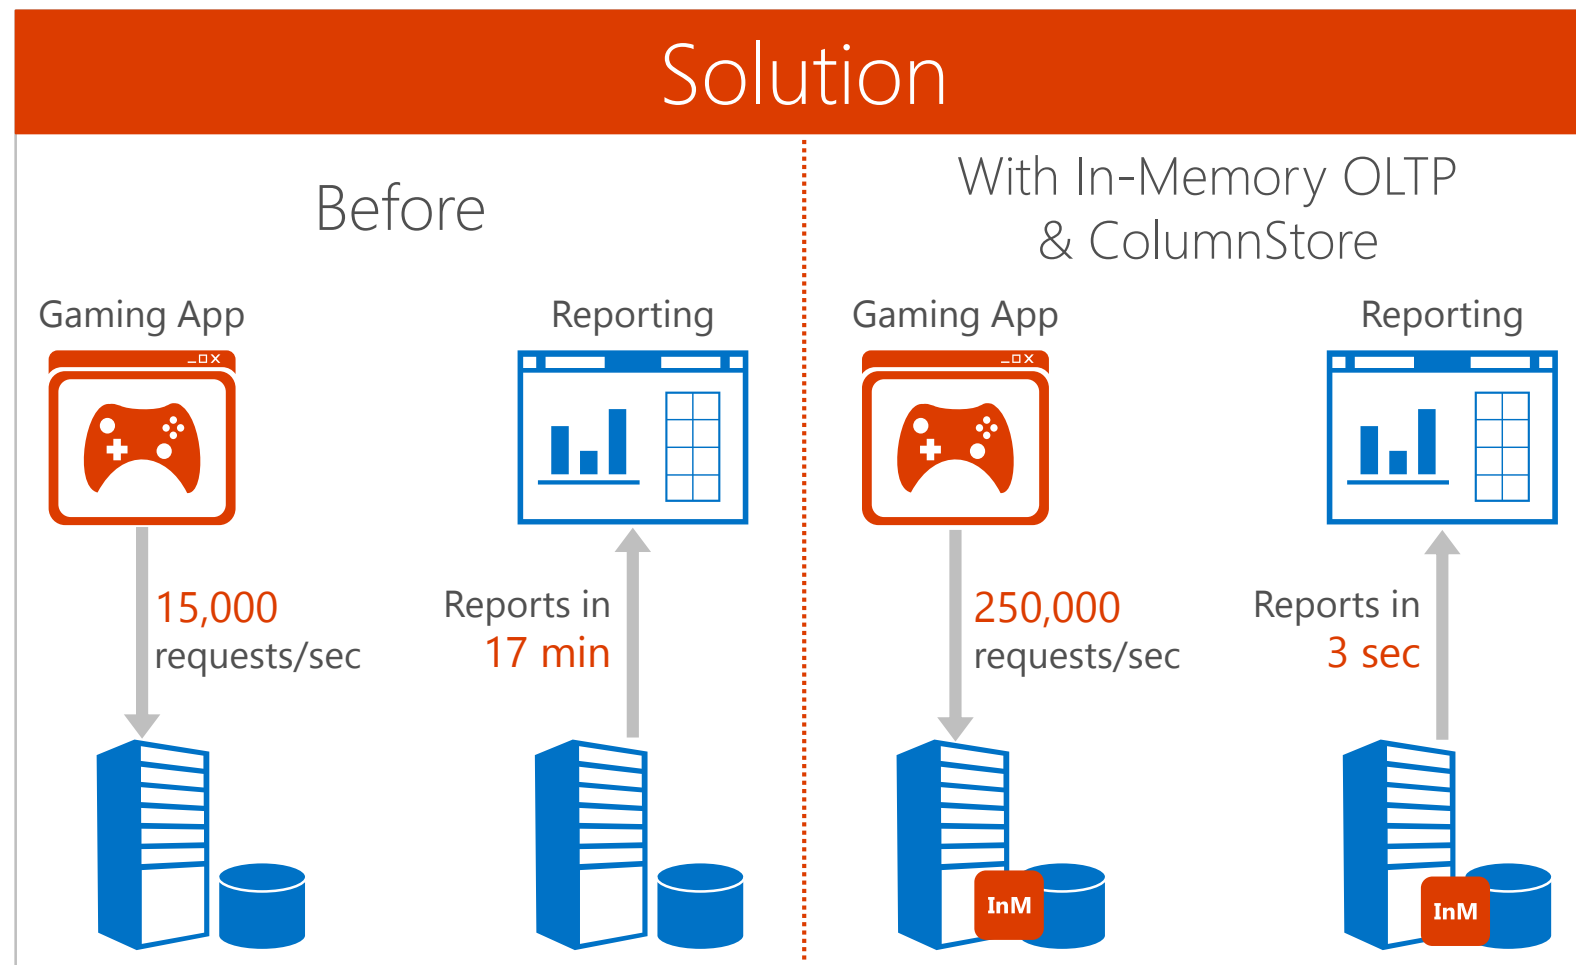 Solution
Before
Gaming App
Reporting
15,000
requests/sec
Reports in
17 min
With In-Memory OLTP
& ColumnStore
Gaming App
Reporting
250,000
requests/sec
Reports in
3 sec
InM
InM